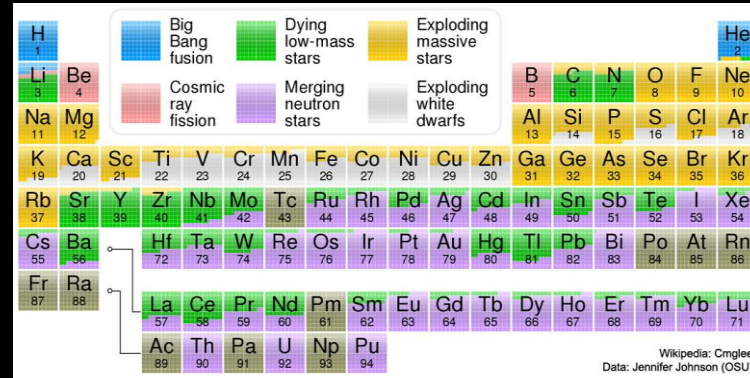 H Big Dying Exploding He
1 Bang low-mass massive 2
fusion stars stars
Li Be B C N O F Ne
3 4 5 6 7 8 9 10
Cosmic Merging Exploding
ray neutron white
fission stars dwarfs
Na Mg Al Si P S Cl Ar
11 12 13 14 15 16 17 18
K Ca Sc Ti V Cr Mn Fe Co Ni Cu Zn Ga Ge As Se Br Kr
19 20 21 22 23 24 25 26 27 28 29 30 31 32 33 34 35 36
Rb Sr Y Zr Nb Mo Tc Ru Rh Pd Ag Cd In Sn Sb Te I Xe
37 38 39 40 41 42 43 44 45 46 47 48 49 50 51 52 53 54
Cs Ba Hf Ta W Re Os Ir Pt Au Hg Tl Pb Bi Po At Rn
55 56 72 73 74 75 76 77 78 79 80 81 82 83 84 85 86
Fr Ra
87 88
La Ce Pr Nd Pm Sm Eu Gd Tb Dy Ho Er Tm Yb Lu
57 58 59 60 61 62 63 64 65 66 67 68 69 70 71
Ac Th Pa U Np Pu
89 90 91 92 93 94
Wikipedia: Cmglee
Data: Jennifer Johnson (OSU